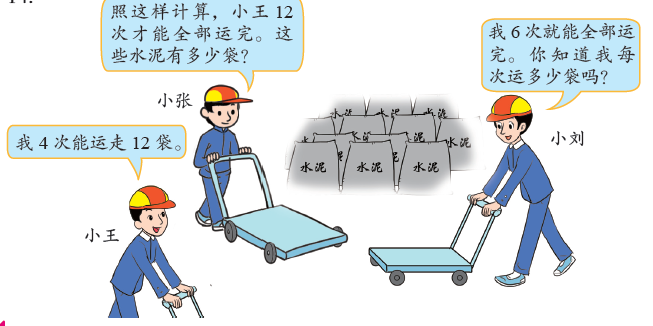 照这样计算，小王 12
次才能全部运完。这
些水泥有多少袋？
我 6 次就能全部运
完。你知道我每
次运多少袋吗？
小张
小刘
我 4 次能运走 12 袋。
小王
水泥
水泥
水泥
水泥
水泥
水泥